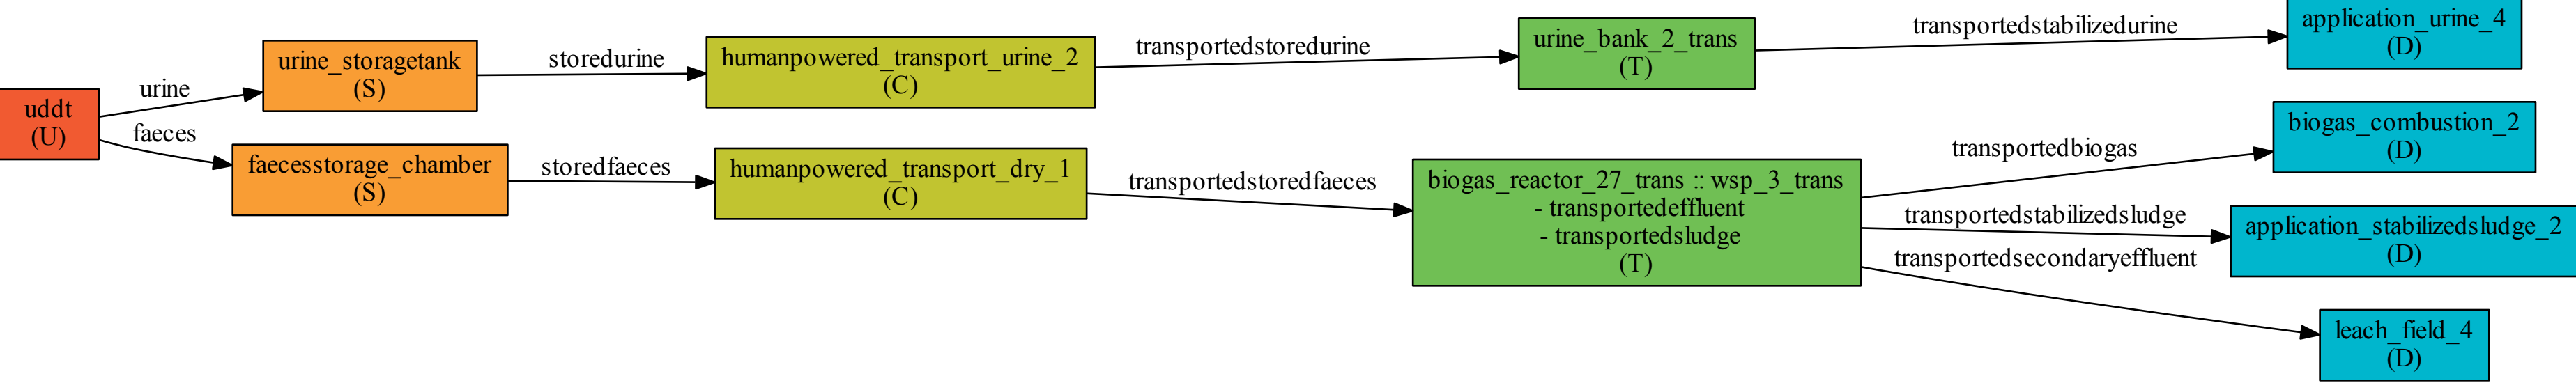 uddt
(U)
urine
faeces
urine_storagetank
(S)
faecesstorage_chamber
(S)
storedurine
storedfaeces
humanpowered_transport_urine_2
(C)
humanpowered_transport_dry_1
(C)
transportedstoredurine
transportedstoredfaeces
urine_bank_2_trans
(T)
biogas_reactor_27_trans :: wsp_3_trans
- transportedeffluent
- transportedsludge
(T)
transportedstabilizedurine
transportedbiogas
transportedstabilizedsludge
transportedsecondaryeffluent
application_urine_4
(D)
biogas_combustion_2
(D)
application_stabilizedsludge_2
(D)
leach_field_4
(D)